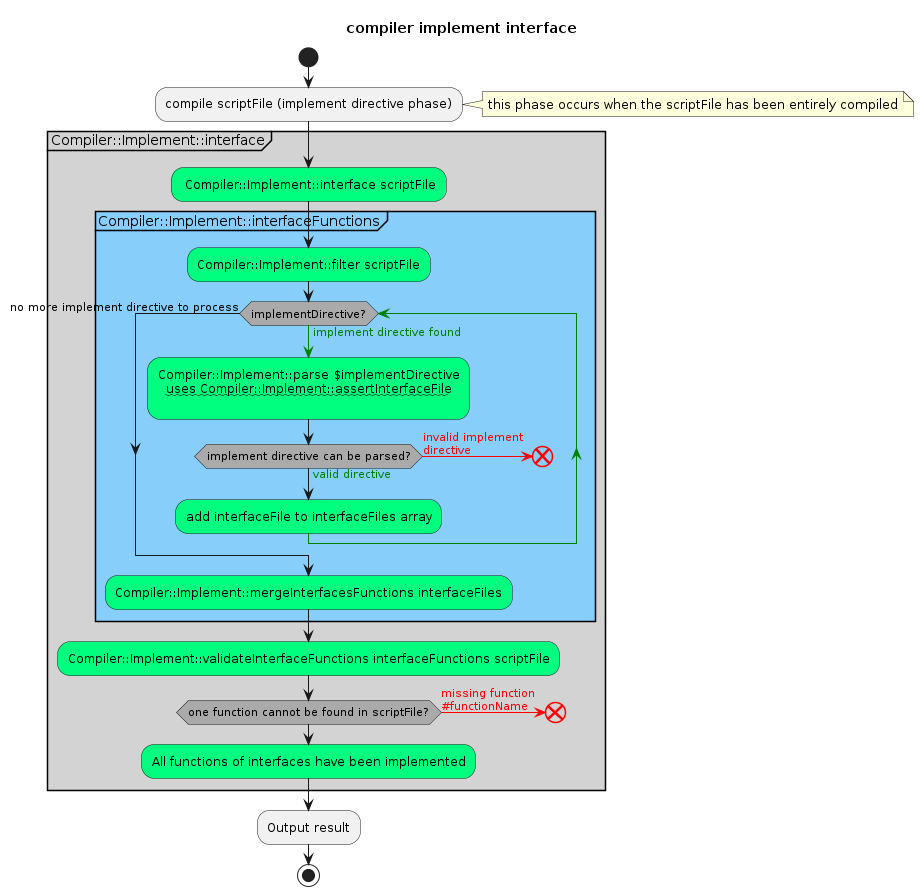 compiler implement interface
compile scriptFile (implement directive phase)
this phase occurs when the scriptFile has been entirely compiled
Compiler::Implement::interface
Compiler::Implement::interface scriptFile
Compiler::Implement::interfaceFunctions
Compiler::Implement::filter scriptFile
no more implement directive to process
implementDirective?
implement directive found
Compiler::Implement::parse $implementDirective
uses Compiler::Implement::assertInterfaceFile
implement directive can be parsed?
invalid implement
directive
valid directive
add interfaceFile to interfaceFiles array
Compiler::Implement::mergeInterfacesFunctions interfaceFiles
Compiler::Implement::validateInterfaceFunctions interfaceFunctions scriptFile
one function cannot be found in scriptFile?
missing function
#functionName
All functions of interfaces have been implemented
Output result